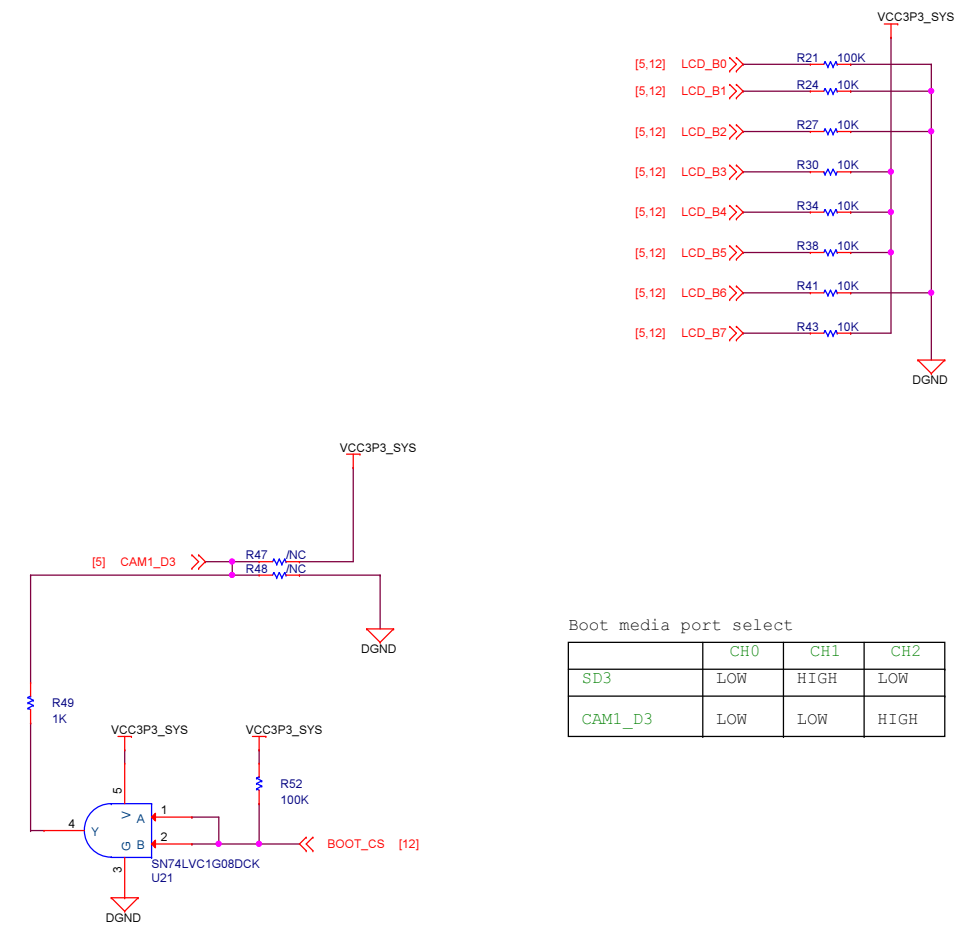 VCC3P3_SYS
[5,12] LCD_B0 R21 100K
[5,12] LCD_B1 R24 10K
[5,12] LCD_B2 R27 10K
[5,12] LCD_B3 R30 10K
[5,12] LCD_B4 R34 10K
[5,12] LCD_B5 R38 10K
[5,12] LCD_B6 R41 10K
[5,12] LCD_B7 R43 10K
DGND
VCC3P3_SYS
[5] CAM1_D3 R47 /NC
R48 /NC
DGND
Boot media port select
CH0 CH1 CH2
SD3 LOW HIGH LOW
CAM1_D3 LOW LOW HIGH
R49
1K
VCC3P3_SYS VCC3P3_SYS
R52
100K
5
V A 1
4 Y
G B 2
BOOT_CS [12]
3
SN74LVC1G08DCK
U21
DGND